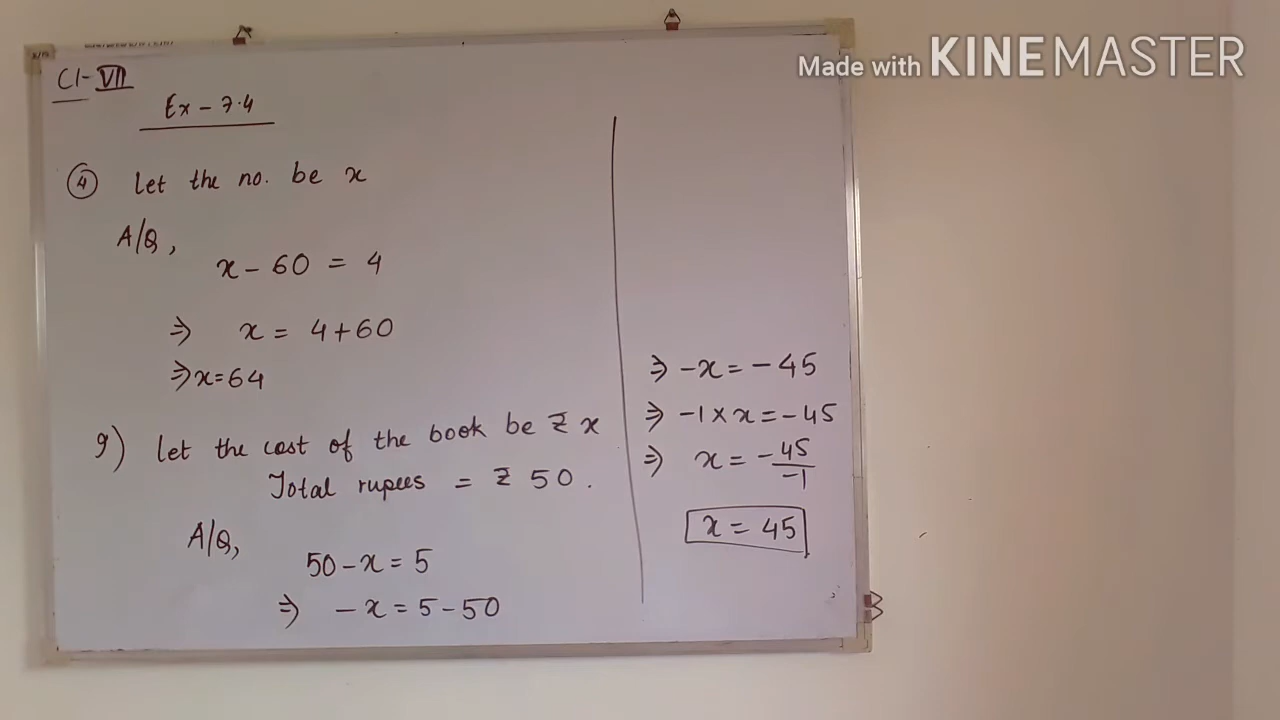 Made with KINEMASTER
Cl-VII
Ex - 7.4
④ Let the no. be x
A/Q,
x - 60 = 4
⇒ x = 4+60
⇒ x = 64
9) Let the cost of the book be ₹ x
Total rupees = ₹ 50.
A/Q,
50 - x = 5
⇒ - x = 5 - 50
⇒ -x = - 45
⇒ -1 × x = - 45
⇒ x = - 45/-1
x = 45